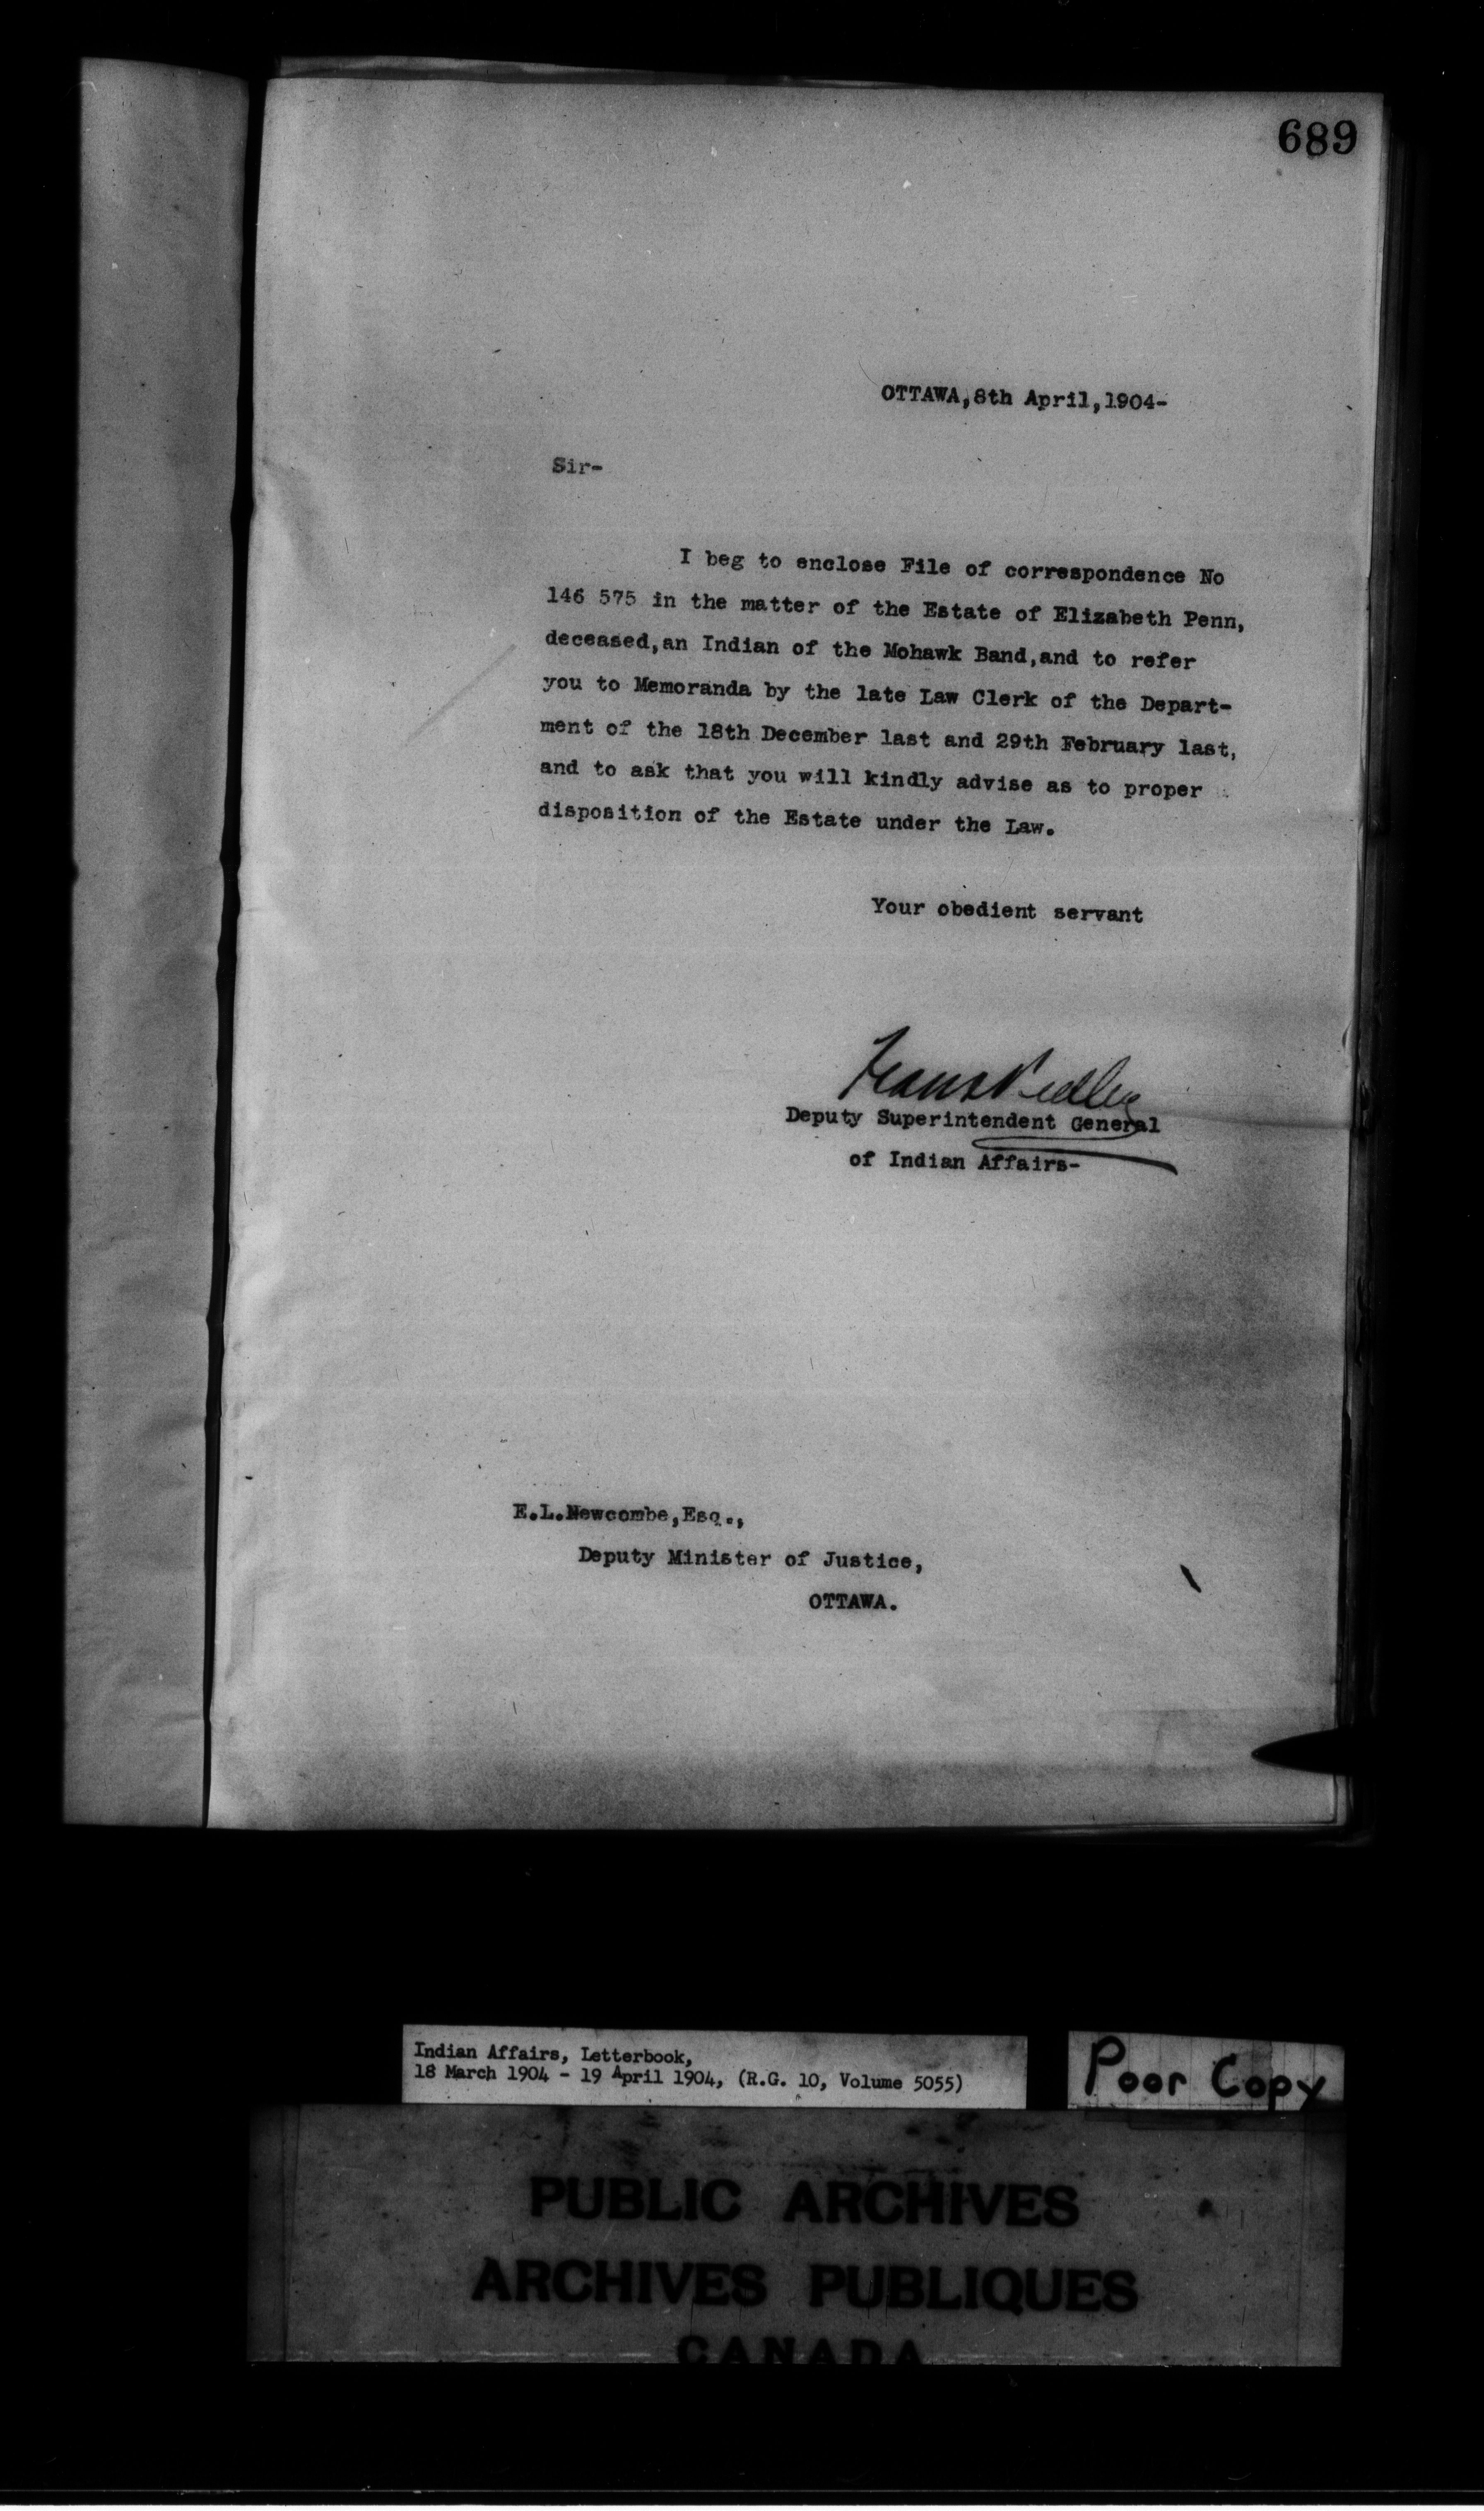 689
OTTAWA,8th April,1904-
Sir-
I beg to enclose File of correspondence No
146 575 in the matter of the Estate of Elizabeth Penn,
deceased,an Indian of the Mohawk Band,and to refer
you to Memoranda by the late Law Clerk of the Depart-
ment of the 18th December last and 29th February last,
and to ask that you will kindly advise as to proper
disposition of the Estate under the Law.
Your obedient servant
Frank Pedley
Deputy Superintendent General
of Indian Affairs-
E.L.Newcombe,Esq.,
Deputy Minister of Justice,
OTTAWA.
Indian Affairs, Letterbook,
18 March 1904 - 19 April 1904, (R.G. 10, Volume 5055)
Poor Copy
PUBLIC ARCHIVES
ARCHIVES PUBLIQUES
CANADA